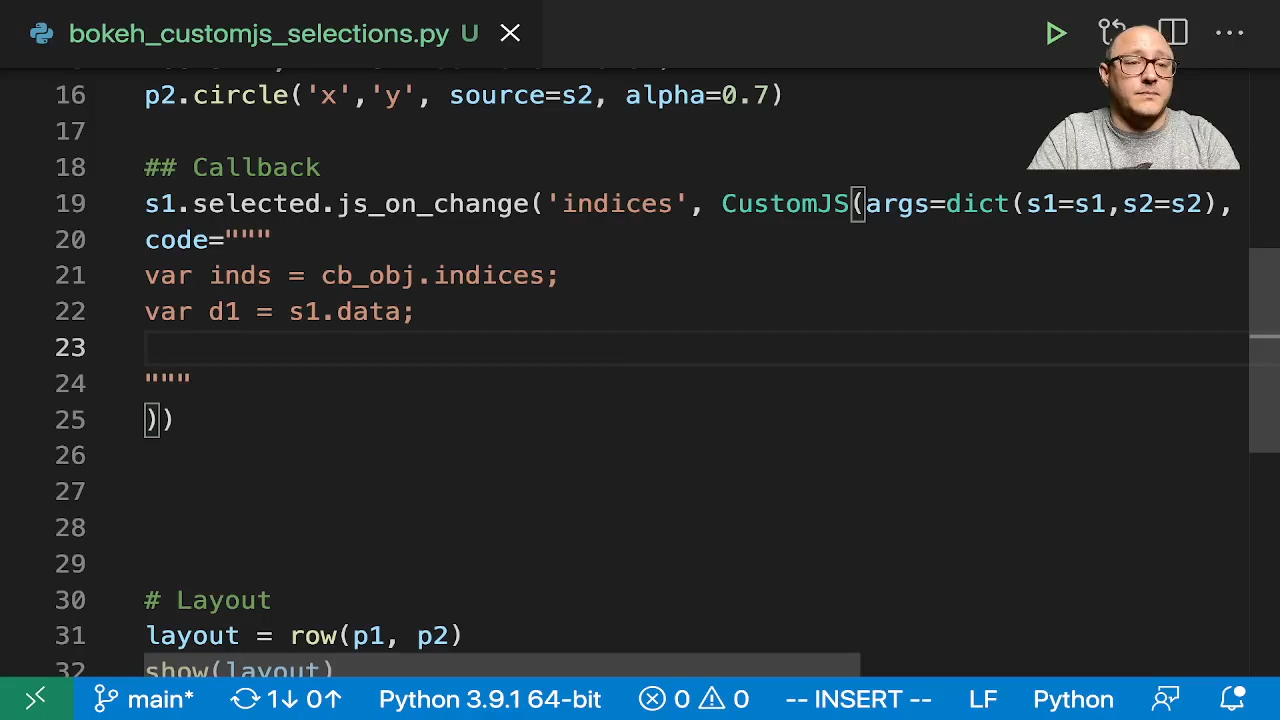 bokeh_customjs_selections.py U
16 p2.circle('x','y', source=s2, alpha=0.7)
17
18 ## Callback
19 s1.selected.js_on_change('indices', CustomJS(args=dict(s1=s1,s2=s2),
20 code="""
21 var inds = cb_obj.indices;
22 var d1 = s1.data;
23
24 """
25 ))
26
27
28
29
30 # Layout
31 layout = row(p1, p2)
32 show(layout)
main* 1↓ 0↑ Python 3.9.1 64-bit 0 0 -- INSERT -- LF Python